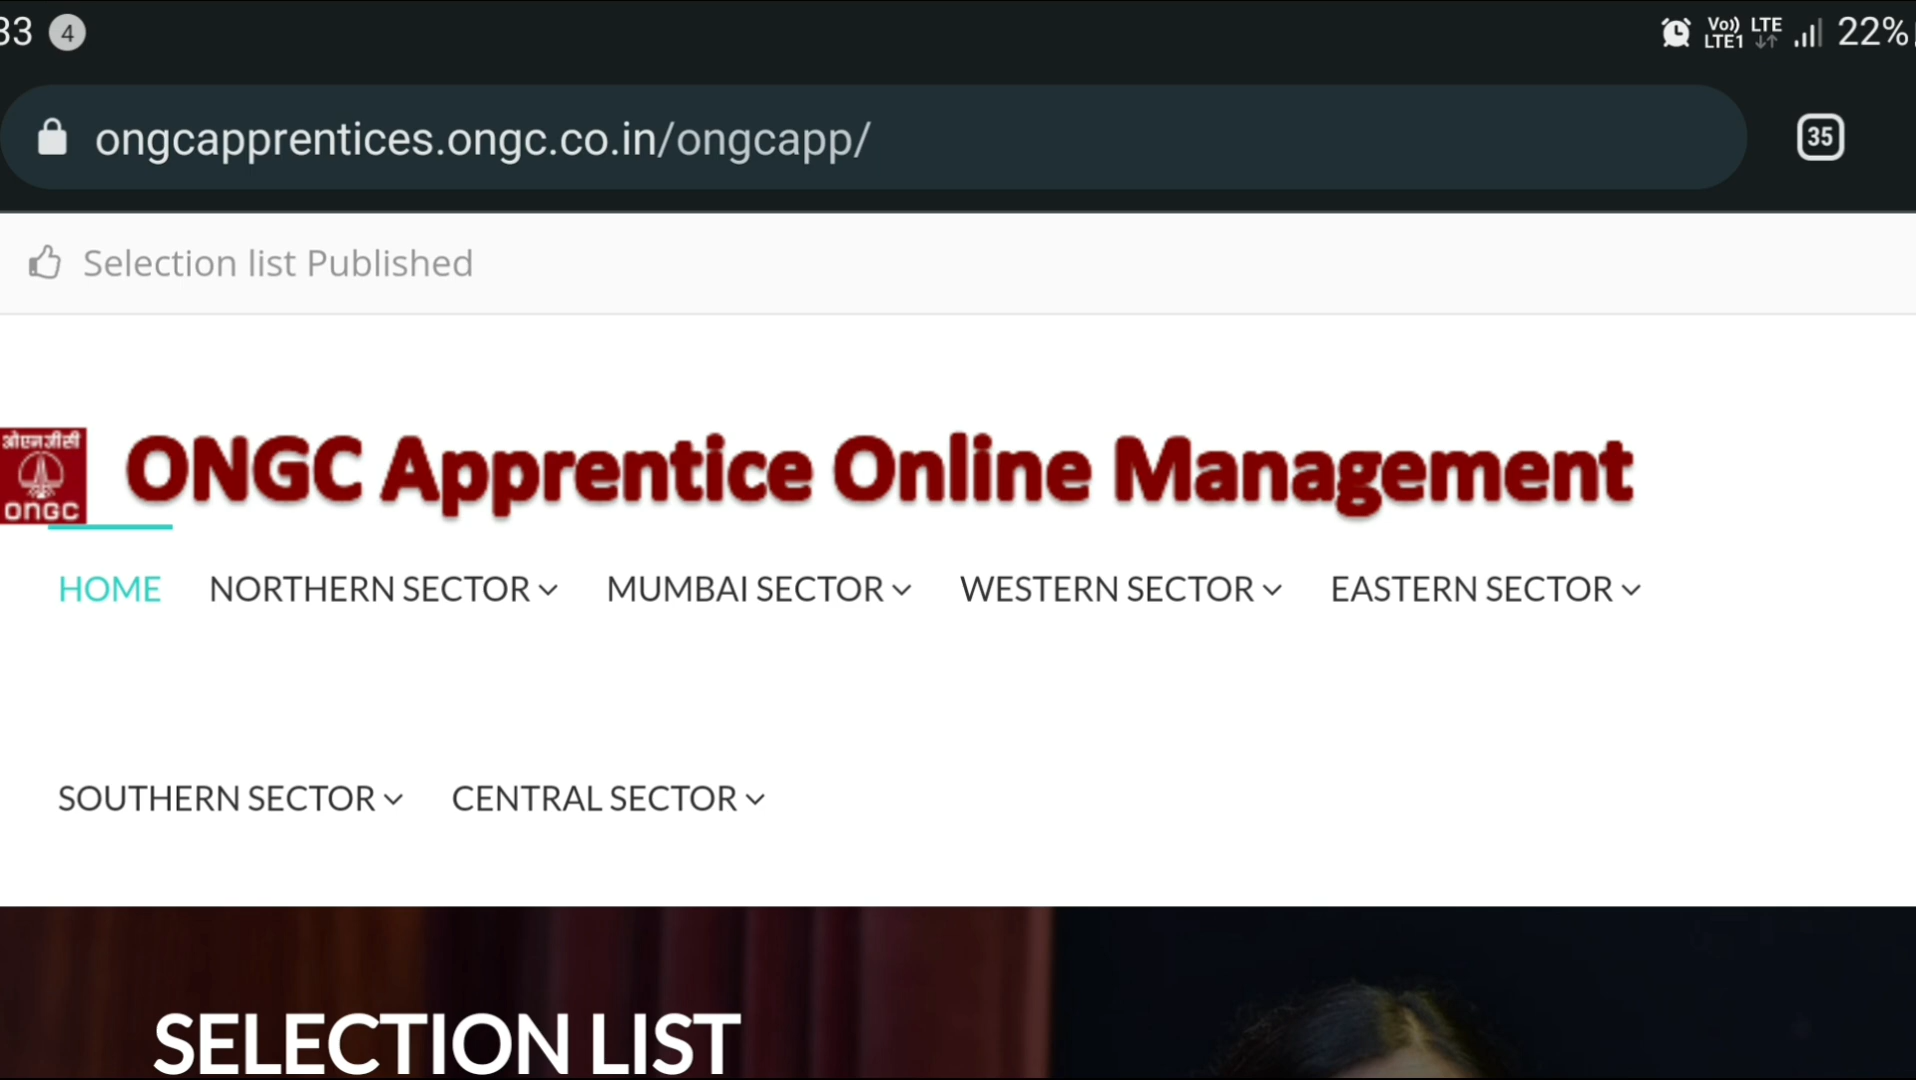 33 4 Vo)) LTE 22%
LTE1
ongcapprentices.ongc.co.in/ongcapp/ 35
Selection list Published
ओएनजीसी
ONGC
ONGC Apprentice Online Management
HOME NORTHERN SECTOR MUMBAI SECTOR WESTERN SECTOR EASTERN SECTOR
SOUTHERN SECTOR CENTRAL SECTOR
SELECTION LIST